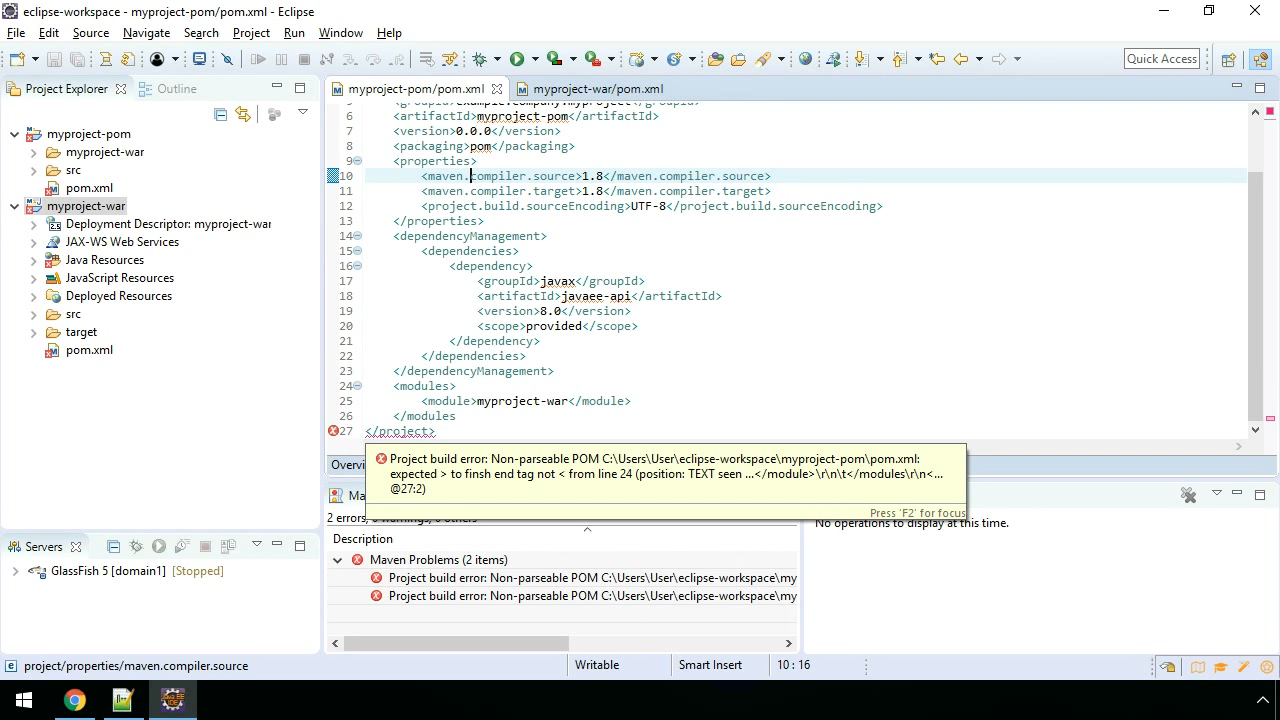 eclipse-workspace - myproject-pom/pom.xml - Eclipse
File Edit Source Navigate Search Project Run Window Help
Quick Access
Project Explorer Outline
myproject-pom
myproject-war
src
pom.xml
myproject-war
Deployment Descriptor: myproject-war
JAX-WS Web Services
Java Resources
JavaScript Resources
Deployed Resources
src
target
pom.xml
myproject-pom/pom.xml myproject-war/pom.xml
5 <groupId>example.company.myproject</groupId>
6 <artifactId>myproject-pom</artifactId>
7 <version>0.0.0</version>
8 <packaging>pom</packaging>
9 <properties>
10 <maven.compiler.source>1.8</maven.compiler.source>
11 <maven.compiler.target>1.8</maven.compiler.target>
12 <project.build.sourceEncoding>UTF-8</project.build.sourceEncoding>
13 </properties>
14 <dependencyManagement>
15 <dependencies>
16 <dependency>
17 <groupId>javax</groupId>
18 <artifactId>javaee-api</artifactId>
19 <version>8.0</version>
20 <scope>provided</scope>
21 </dependency>
22 </dependencies>
23 </dependencyManagement>
24 <modules>
25 <module>myproject-war</module>
26 </modules
27 </project>
Project build error: Non-parseable POM C:\Users\User\eclipse-workspace\myproject-pom\pom.xml:
expected > to finsh end tag not < from line 24 (position: TEXT seen ...</module>\r\n\t</modules\r\n<...
@27:2)
Press 'F2' for focus
Overvi
Ma
2 errors, 0 warnings, 0 others
Description
Maven Problems (2 items)
Project build error: Non-parseable POM C:\Users\User\eclipse-workspace\my
Project build error: Non-parseable POM C:\Users\User\eclipse-workspace\my
No operations to display at this time.
Servers
GlassFish 5 [domain1] [Stopped]
project/properties/maven.compiler.source
Writable
Smart Insert
10 : 16